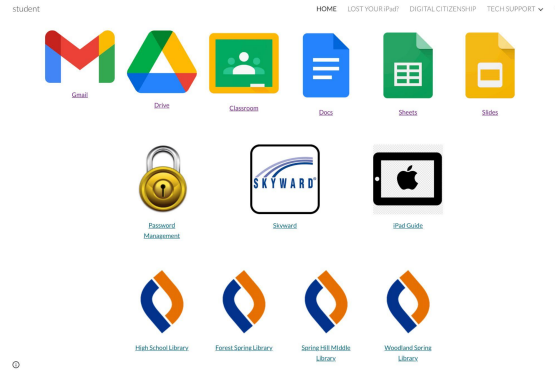 student
HOME LOST YOUR iPad? DIGITAL CITIZENSHIP TECH SUPPORT
Gmail
Drive
Classroom
Docs
Sheets
Slides
SKYWARD
Password
Management
Skyward
iPad Guide
High School Library
Forest Spring Library
Spring Hill Middle
Library
Woodland Spring
Library